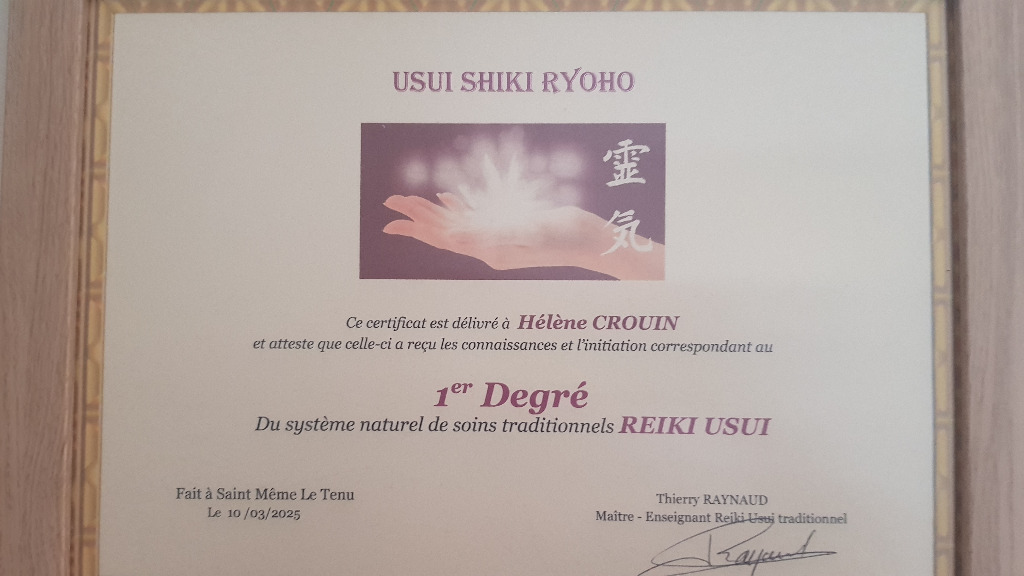 USUI SHIKI RYOHO
靈
気
Ce certificat est délivré à Hélène CROUIN
et atteste que celle-ci a reçu les connaissances et l'initiation correspondant au
1er Degré
Du système naturel de soins traditionnels REIKI USUI
Fait à Saint Même Le Tenu
Le 10 /03/2025
Thierry RAYNAUD
Maître - Enseignant Reiki Usui traditionnel
Raynaud